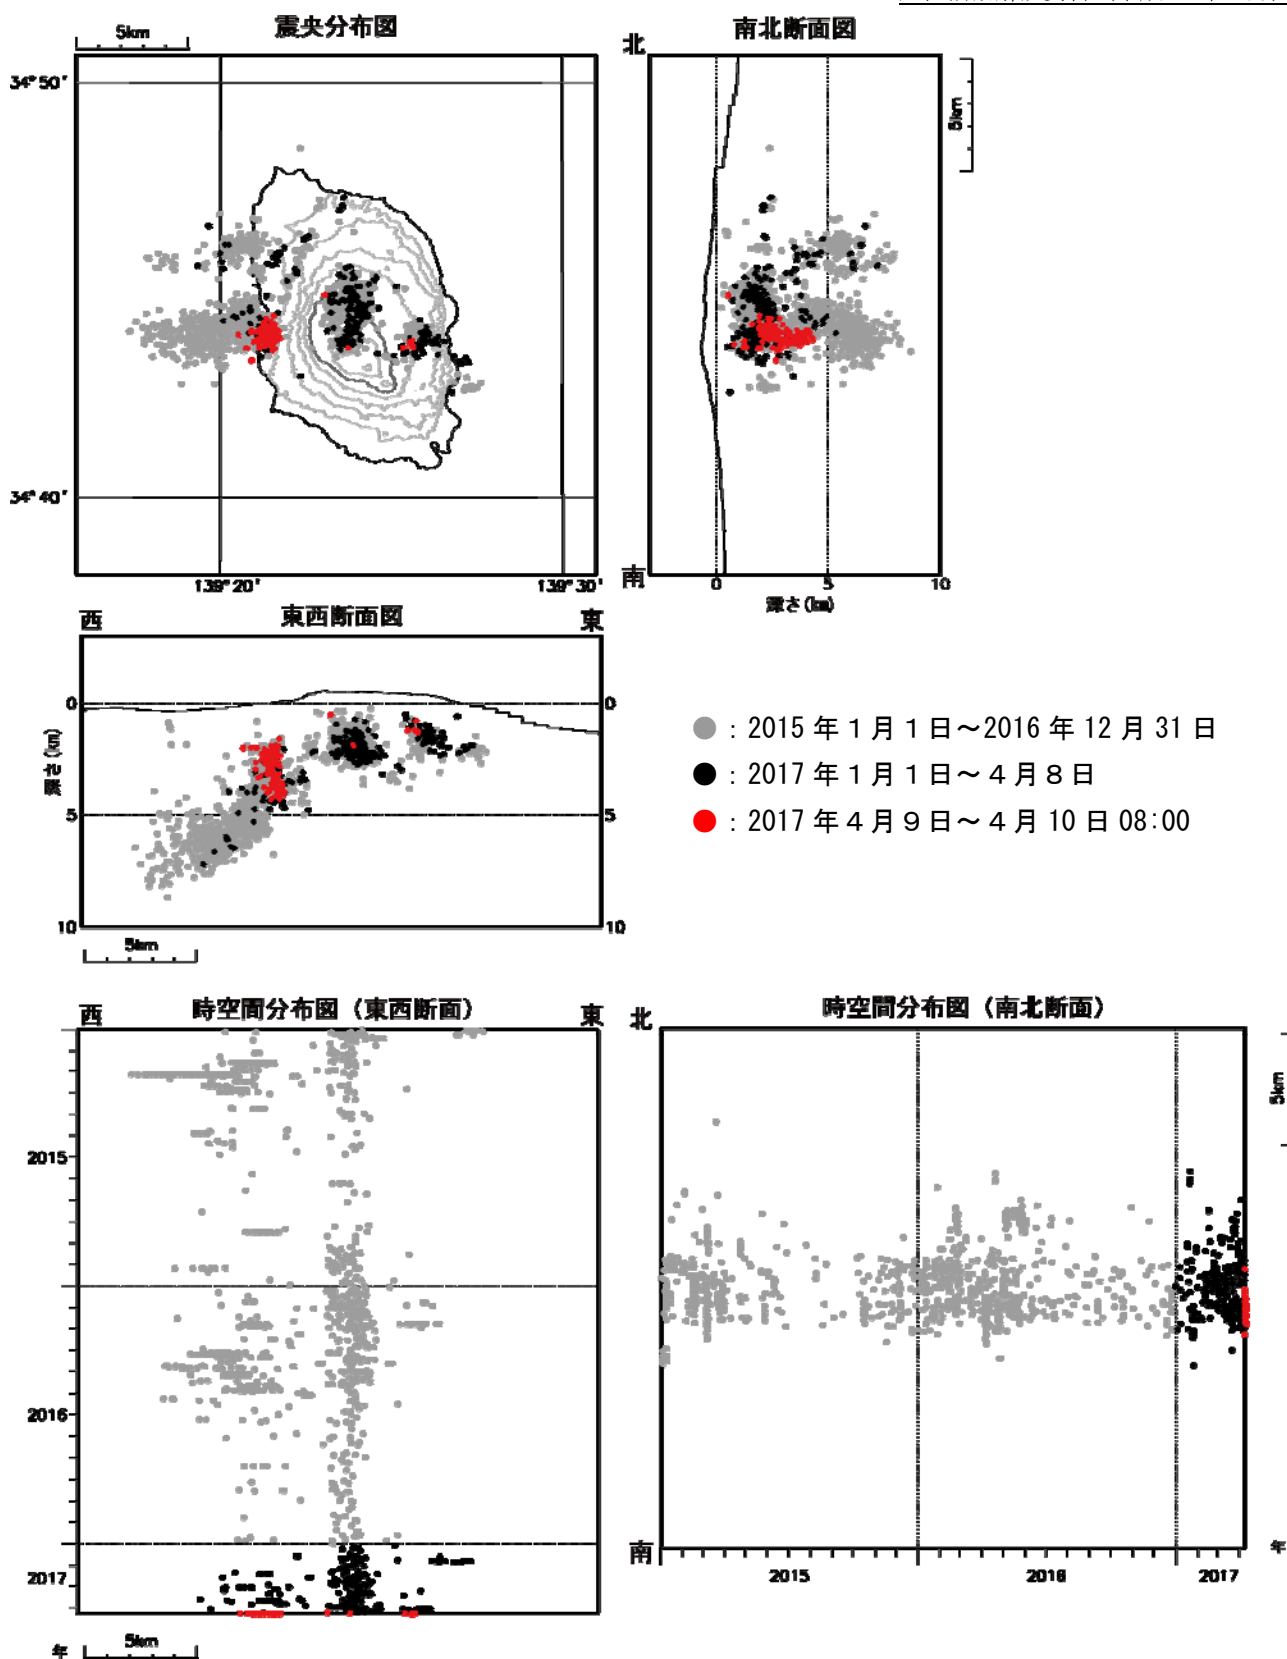 5km
震央分布図
34°50'
34°40'
139°20'
139°30'
南北断面図
北
南
5km
0
5
10
深さ(km)
東西断面図
西
東
0
5
10
深さ(km)
0
5
10
5km
：2015 年 1 月 1 日～2016 年 12 月 31 日
：2017 年 1 月 1 日～ 4 月 8 日
：2017 年 4 月 9 日～ 4 月 10 日 08:00
時空間分布図（東西断面）
西
東
2015
2016
2017
年
5km
時空間分布図（南北断面）
北
南
5km
2015
2016
2017
年